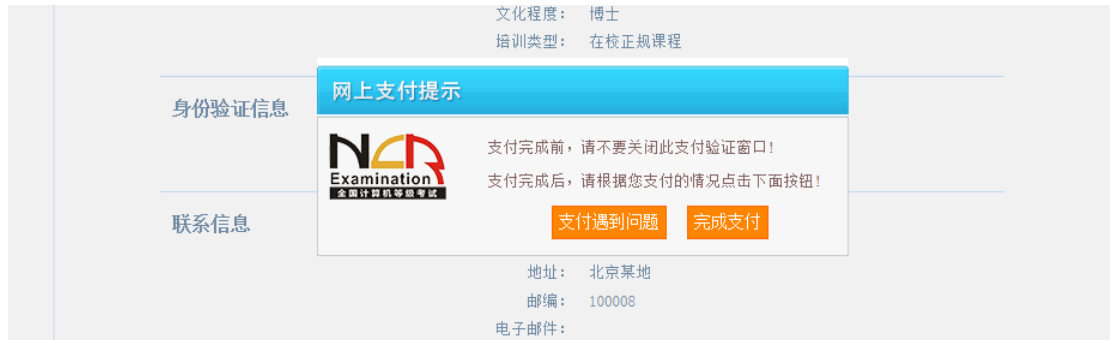 文化程度： 博士
培训类型： 在校正规课程
网上支付提示
身份验证信息
NCR
Examination
全国计算机等级考试
支付完成前，请不要关闭此支付验证窗口！
支付完成后，请根据您支付的情况点击下面按钮！
支付遇到问题 完成支付
联系信息
地址： 北京某地
邮编： 100008
电子邮件：